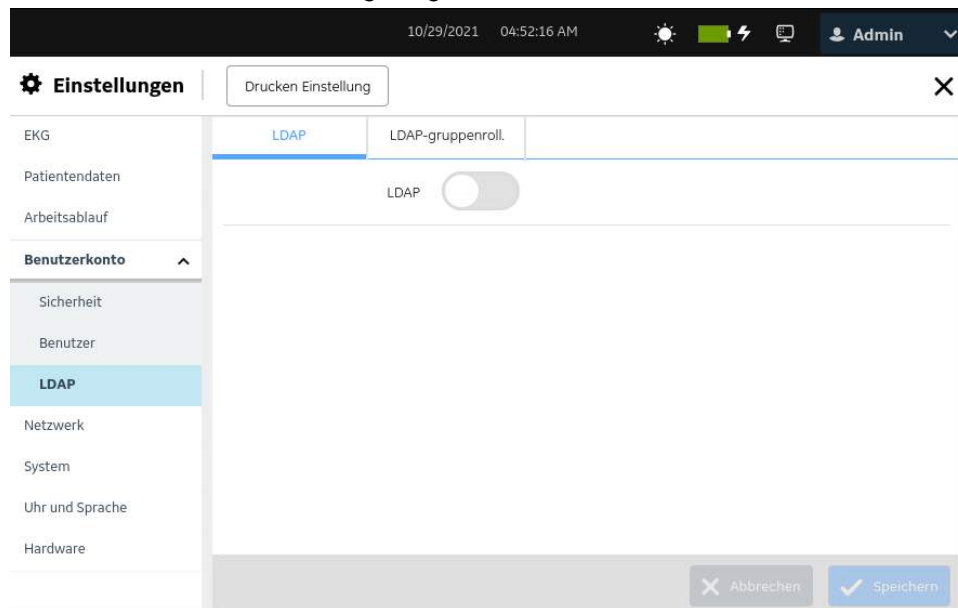 10/29/2021 04:52:16 AM Admin
Einstellungen Drucken Einstellung
EKG
LDAP LDAP-gruppenroll.
Patientendaten
LDAP
Arbeitsablauf
Benutzerkonto
Sicherheit
Benutzer
LDAP
Netzwerk
System
Uhr und Sprache
Hardware
Abbrechen Speichern